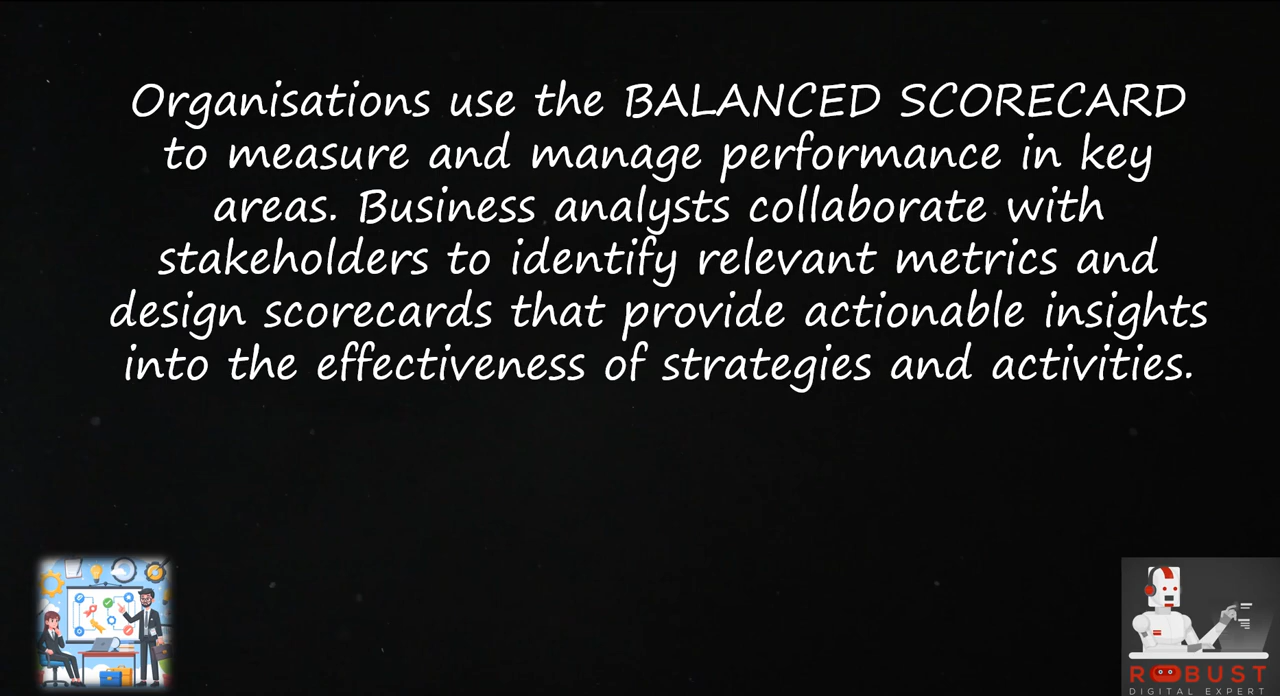 Organisations use the BALANCED SCORECARD
to measure and manage performance in key
areas. Business analysts collaborate with
stakeholders to identify relevant metrics and
design scorecards that provide actionable insights
into the effectiveness of strategies and activities.
ROBUST
DIGITAL EXPERT